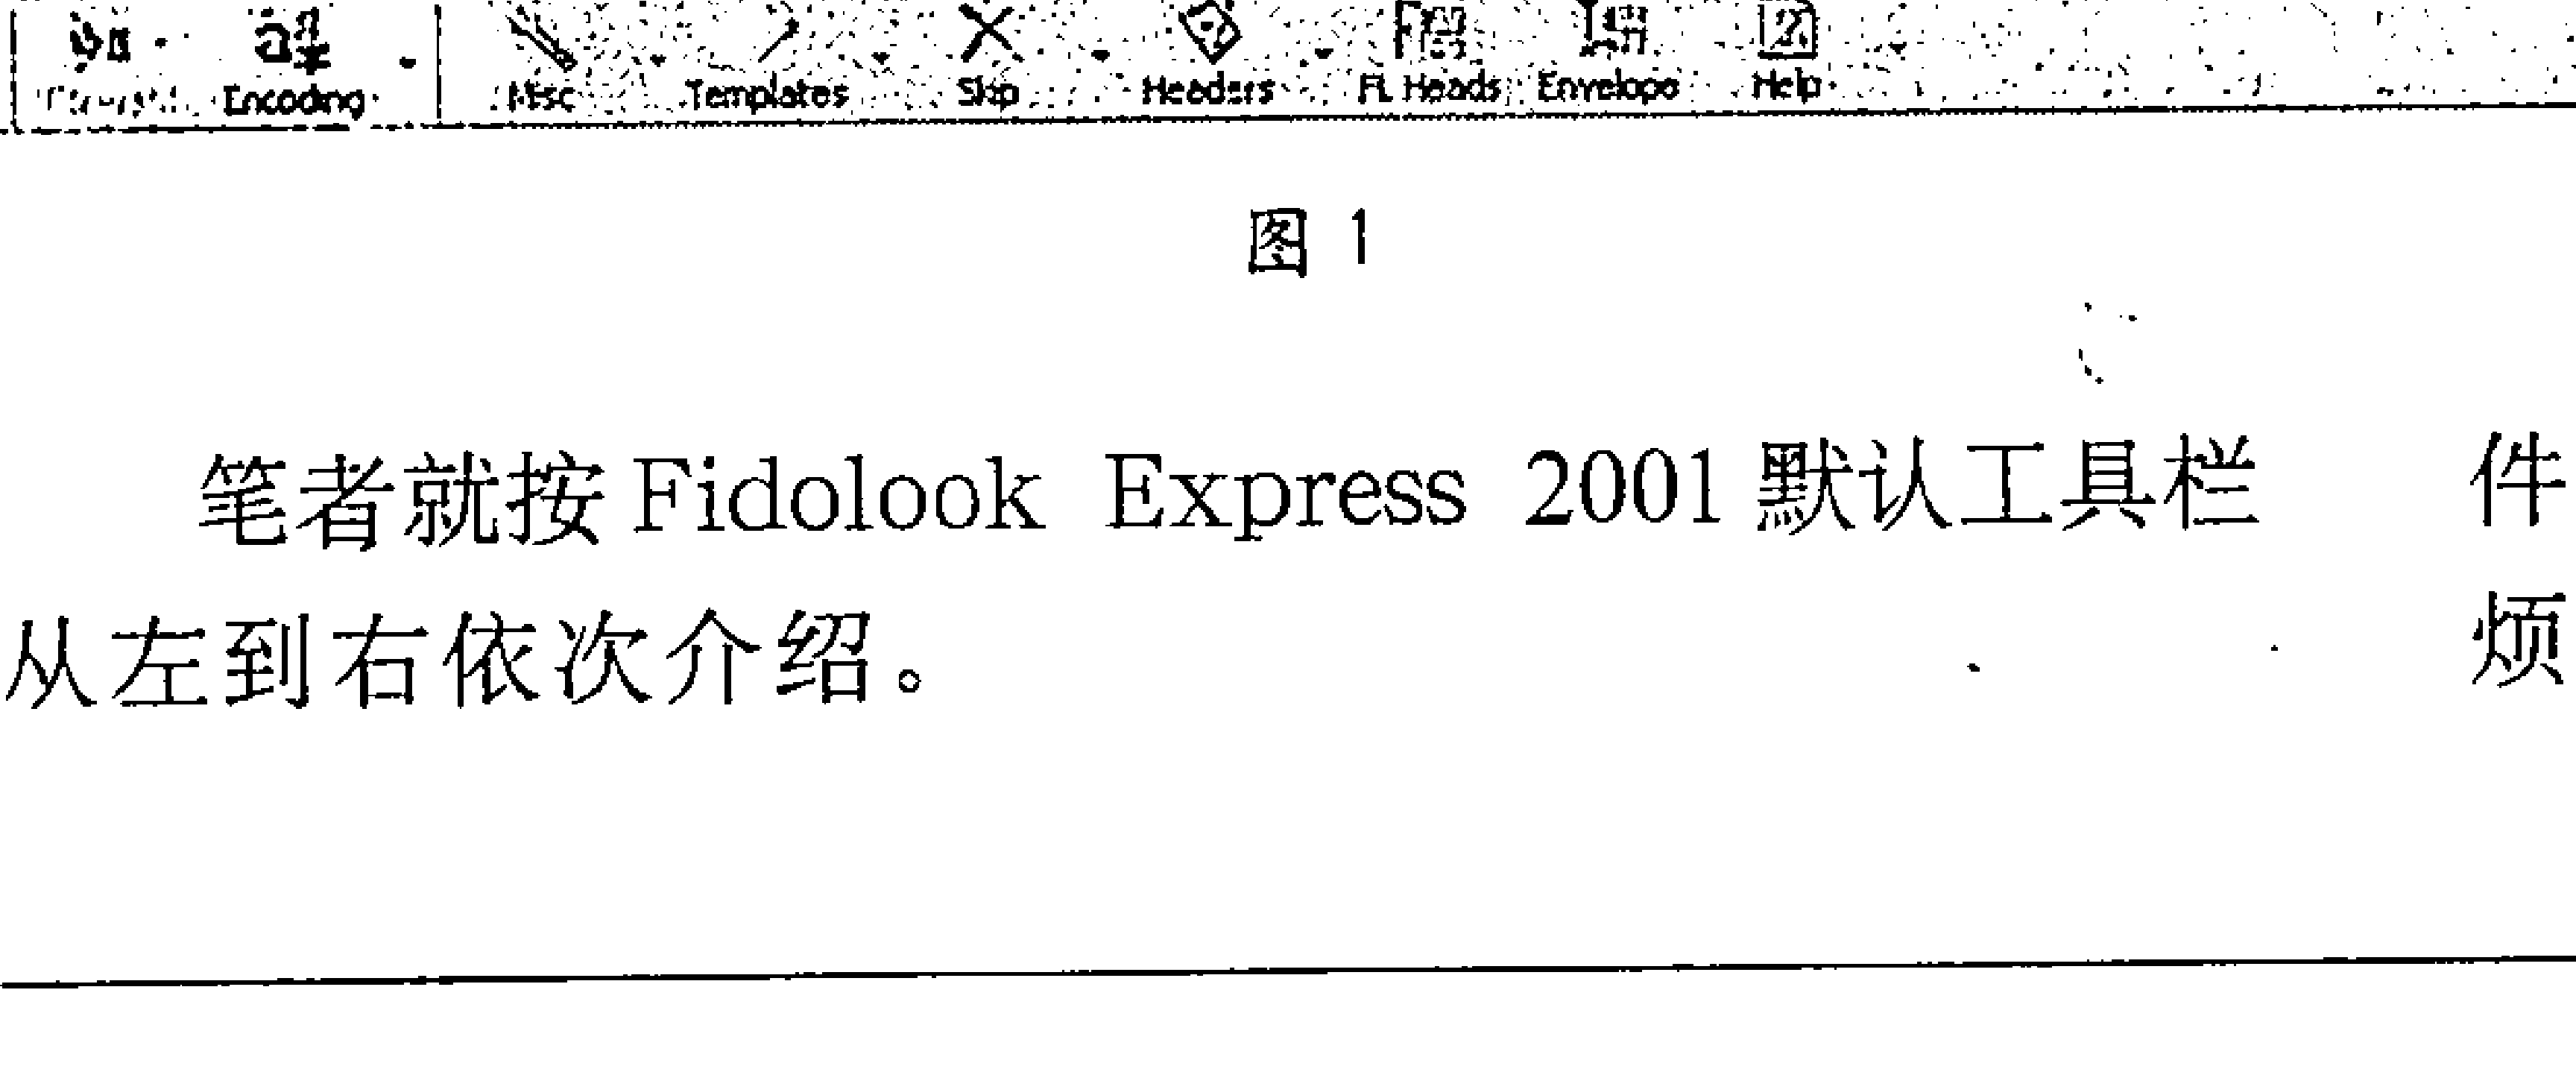 Encoding Misc Templates Skip Headers FL Heads Envelope Help
图 1
笔者就按 Fidolook Express 2001 默认工具栏
从左到右依次介绍。
件
烦